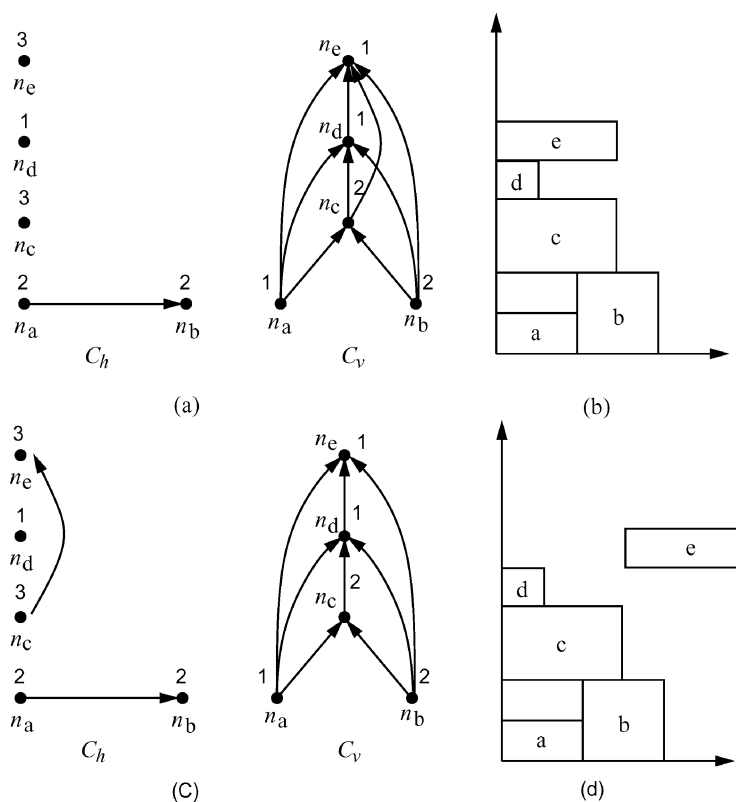 3
n_e
1
n_d
3
n_c
2 2
n_a n_b
C_h
n_e 1
n_d 1
n_c 2
1 2
n_a n_b
C_v
(a)
e
d
c
a b
(b)
3
n_e
1
n_d
3
n_c
2 2
n_a n_b
C_h
n_e 1
n_d 1
n_c 2
1 2
n_a n_b
C_v
(C)
e
d
c
a b
(d)